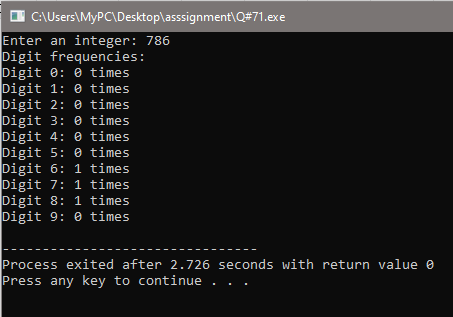 C:\Users\MyPC\Desktop\asssignment\Q#71.exe
Enter an integer: 786
Digit frequencies:
Digit 0: 0 times
Digit 1: 0 times
Digit 2: 0 times
Digit 3: 0 times
Digit 4: 0 times
Digit 5: 0 times
Digit 6: 1 times
Digit 7: 1 times
Digit 8: 1 times
Digit 9: 0 times
--------------------------------
Process exited after 2.726 seconds with return value 0
Press any key to continue . . .